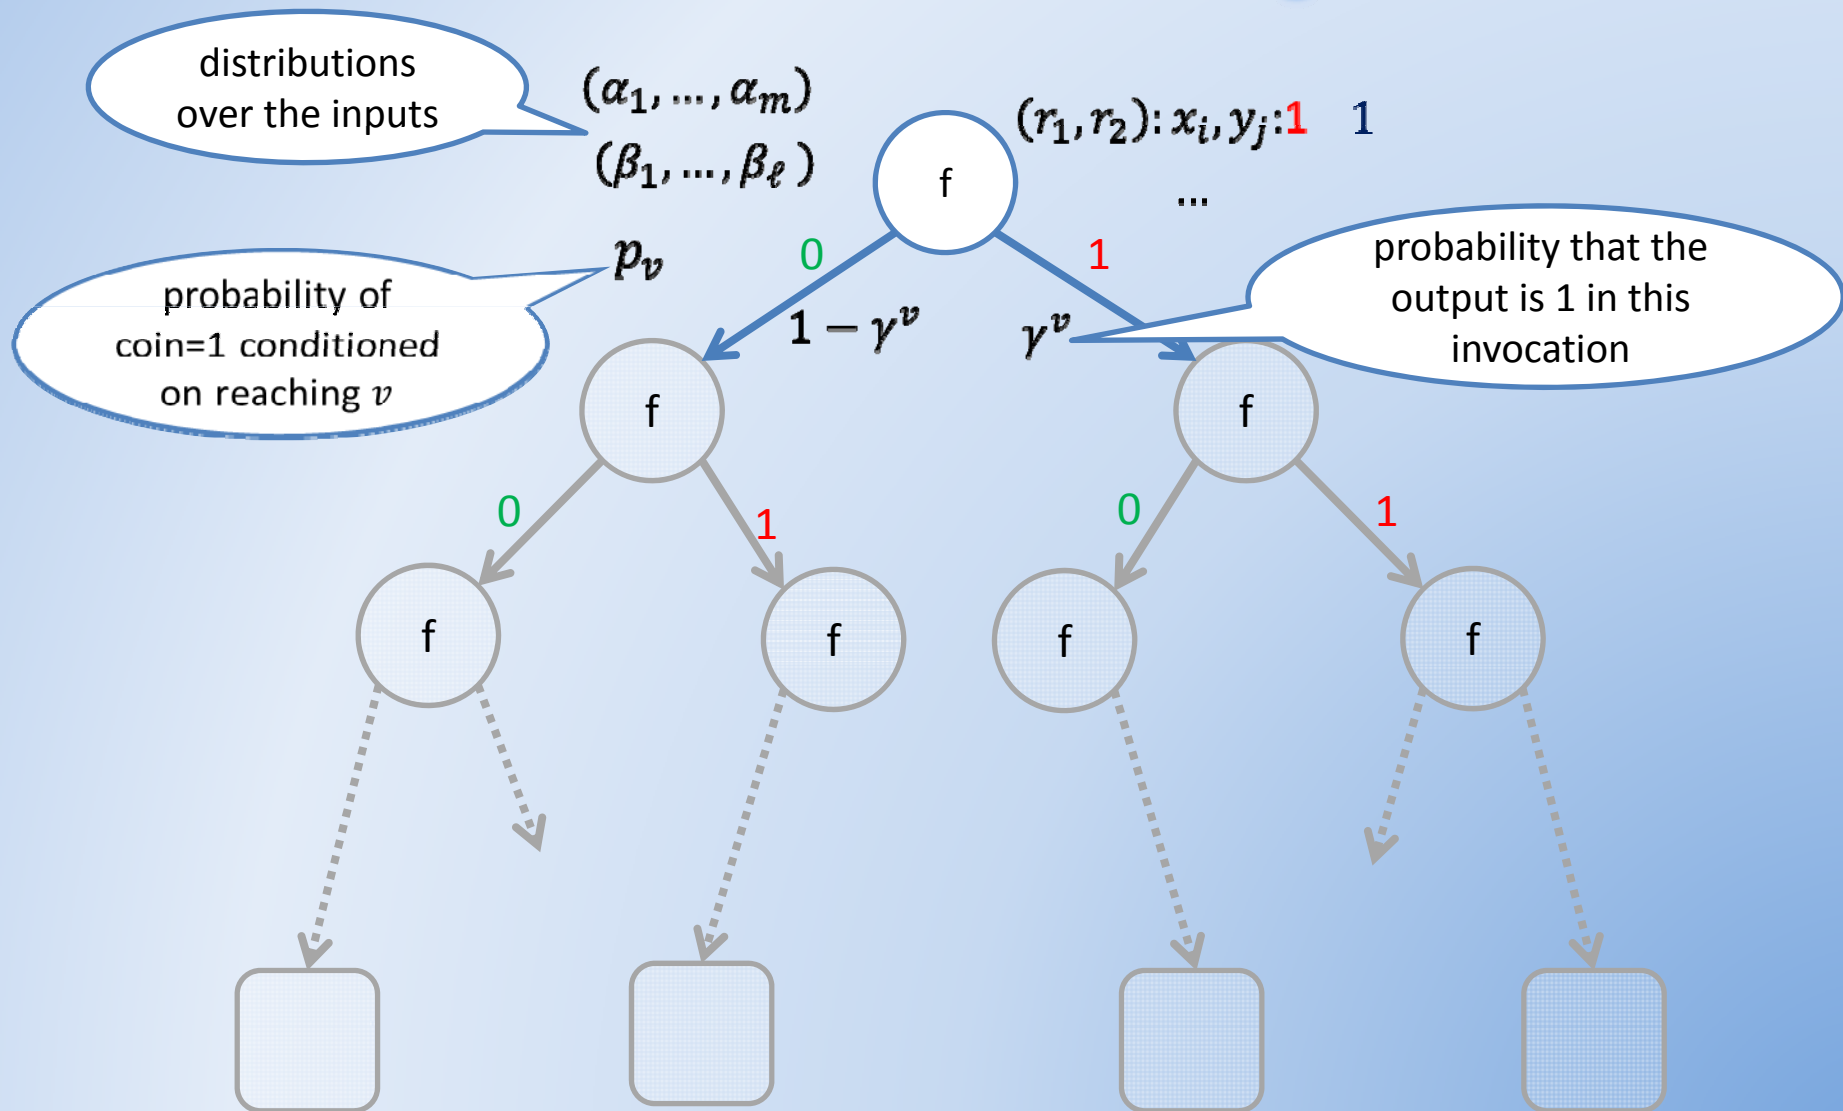 distributions
over the inputs
(α₁, …, αₘ)
(β₁, …, βℓ )
(r₁, r₂): xᵢ, yⱼ:1 1
...
f
pᵥ
0
1
probability of
coin=1 conditioned
on reaching v
1 − γᵛ
γᵛ
probability that the
output is 1 in this
invocation
f
f
0
1
0
1
f
f
f
f